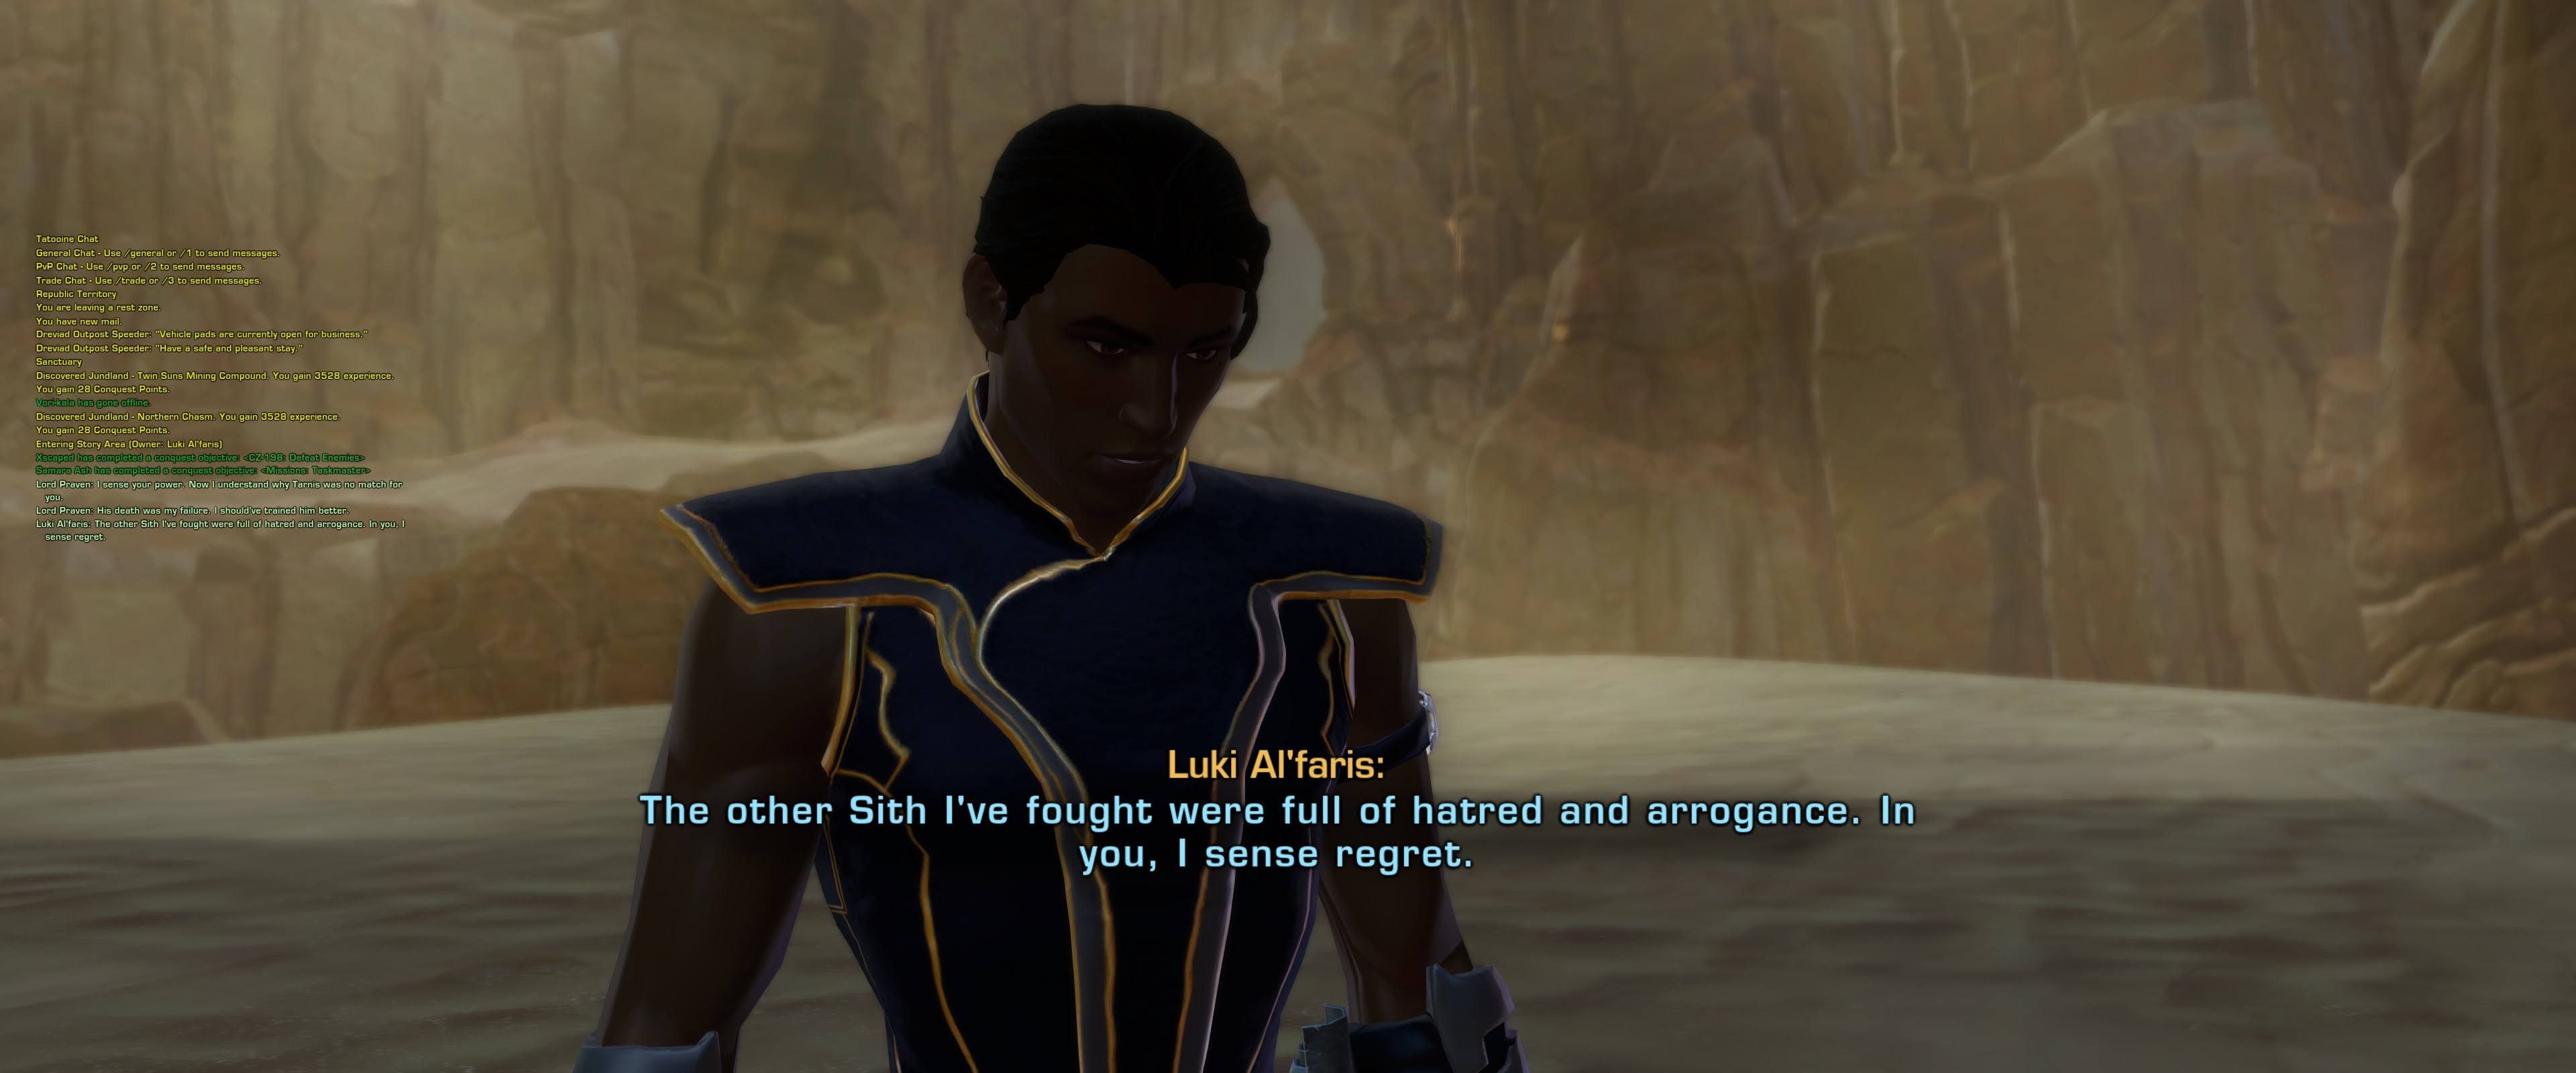 Tatooine Chat
General Chat - Use /general or /1 to send messages.
PvP Chat - Use /pvp or /2 to send messages.
Trade Chat - Use /trade or /3 to send messages.
Republic Territory
You are leaving a rest zone.
You have new mail.
Dreviad Outpost Speeder: "Vehicle pads are currently open for business."
Dreviad Outpost Speeder: "Have a safe and pleasant stay."
Sanctuary
Discovered Jundland - Twin Suns Mining Compound. You gain 3528 experience.
You gain 28 Conquest Points.
Vori-kala has gone offline.
Discovered Jundland - Northern Chasm. You gain 3528 experience.
You gain 28 Conquest Points.
Entering Story Area (Owner: Luki Al'faris)
Xscaped has completed a conquest objective: <CZ-198: Defeat Enemies>
Samara Ash has completed a conquest objective: <Missions: Taskmaster>
Lord Praven: I sense your power. Now I understand why Tarnis was no match for
you.
Lord Praven: His death was my failure. I should've trained him better.
Luki Al'faris: The other Sith I've fought were full of hatred and arrogance. In you, I
sense regret.
Luki Al'faris:
The other Sith I've fought were full of hatred and arrogance. In
you, I sense regret.